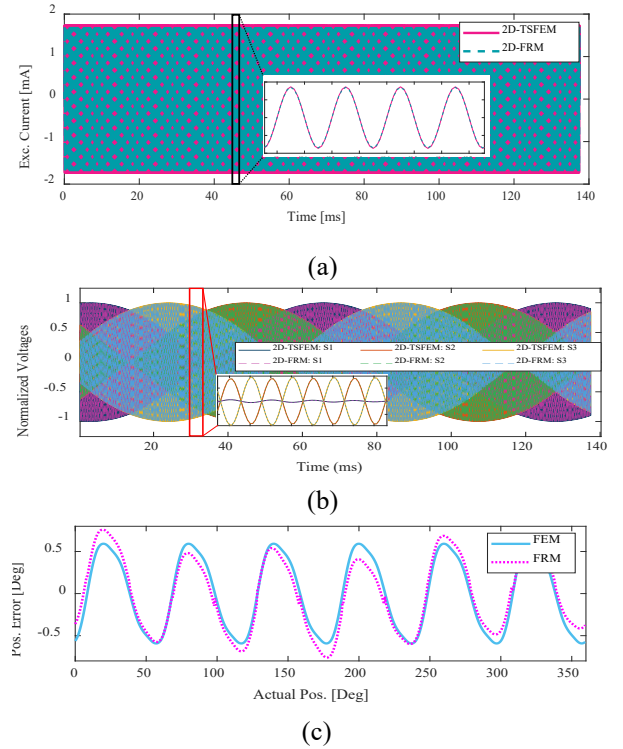 2
1
0
-1
-2
Exc. Current [mA]
2D-TSFEM
2D-FRM
0 20 40 60 80 100 120 140
Time [ms]
(a)
1
0.5
0
-0.5
-1
Normalized Voltages
2D-TSFEM: S1 2D-TSFEM: S2 2D-TSFEM: S3
2D-FRM: S1 2D-FRM: S2 2D-FRM: S3
20 40 60 80 100 120 140
Time (ms)
(b)
0.5
0
-0.5
Pos. Error [Deg]
FEM
FRM
0 50 100 150 200 250 300 350
Actual Pos. [Deg]
(c)